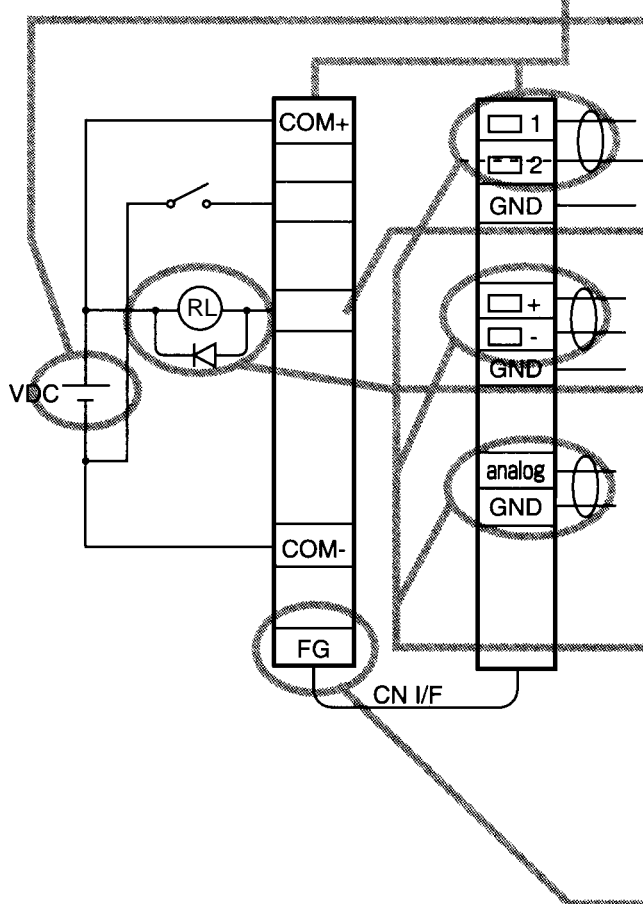 COM+
RL
VDC
COM-
FG
CN I/F
1
2
GND
+
-
GND
analog
GND